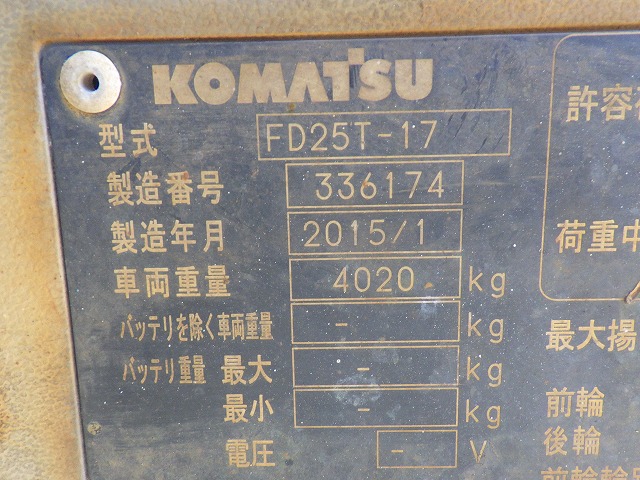 KOMATSU
型式 FD25T-17
製造番号 336174
製造年月 2015/1
車両重量 4020 kg
バッテリを除く車両重量 - kg
バッテリ重量 最大 - kg
最小 - kg
電圧 - V
許容
荷重中
最大揚
前輪
後輪
前輪輪